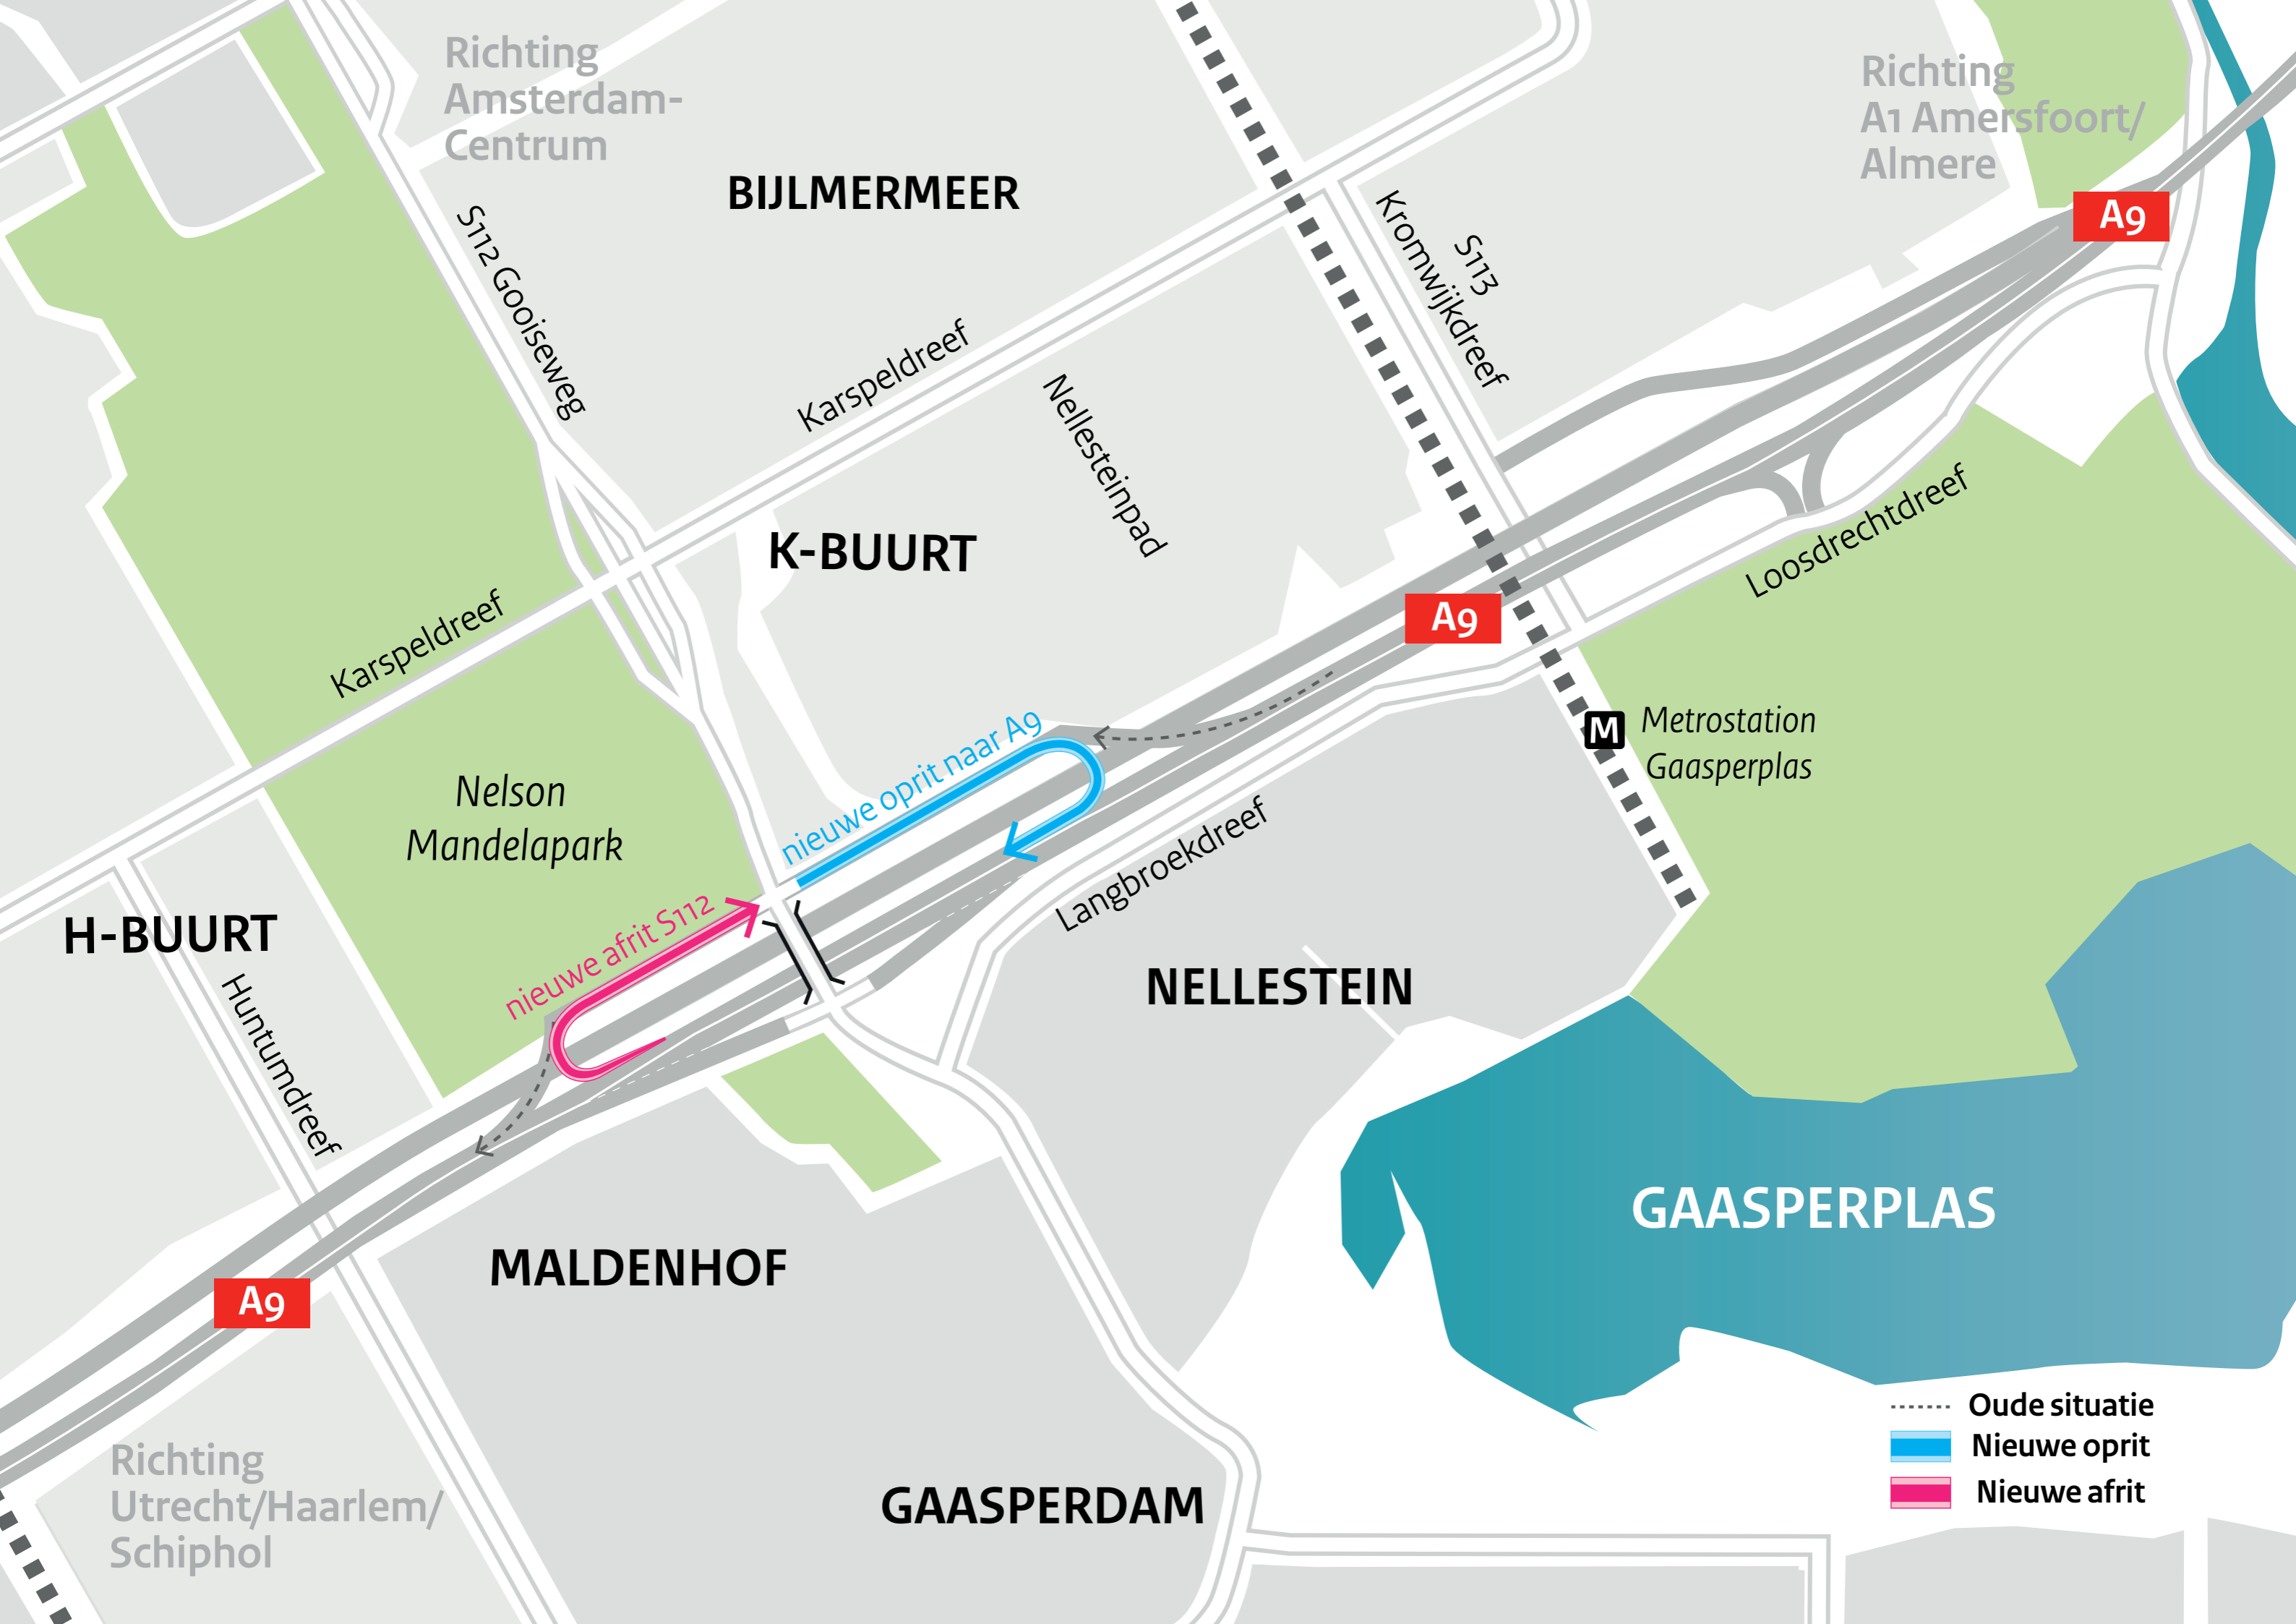 Richting
Amsterdam-
Centrum
Richting
A1 Amersfoort/
Almere
BIJLMERMEER
A9
S112 Gooiseweg
Kromwijkdreef
S113
Karspeldreef
Nellesteinpad
K-BUURT
Loosdrechtdreef
Karspeldreef
A9
M
Metrostation
Gaasperplas
nieuwe oprit naar A9
Nelson
Mandelapark
Langbroekdreef
nieuwe afrit S112
H-BUURT
NELLESTEIN
Huntumdreef
GAASPERPLAS
MALDENHOF
A9
Richting
Utrecht/Haarlem/
Schiphol
GAASPERDAM
Oude situatie
Nieuwe oprit
Nieuwe afrit